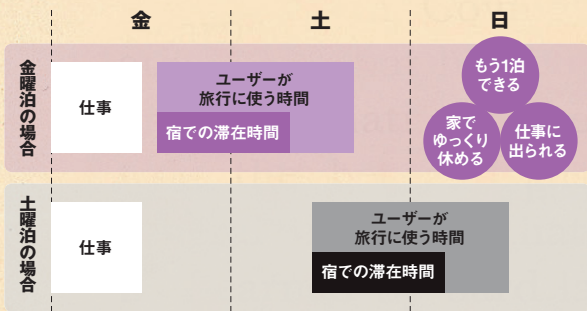 金
土
日
金曜泊の場合
仕事
ユーザーが
旅行に使う時間
宿での滞在時間
もう1泊
できる
家で
ゆっくり
休める
仕事に
出られる
土曜泊の場合
仕事
ユーザーが
旅行に使う時間
宿での滞在時間